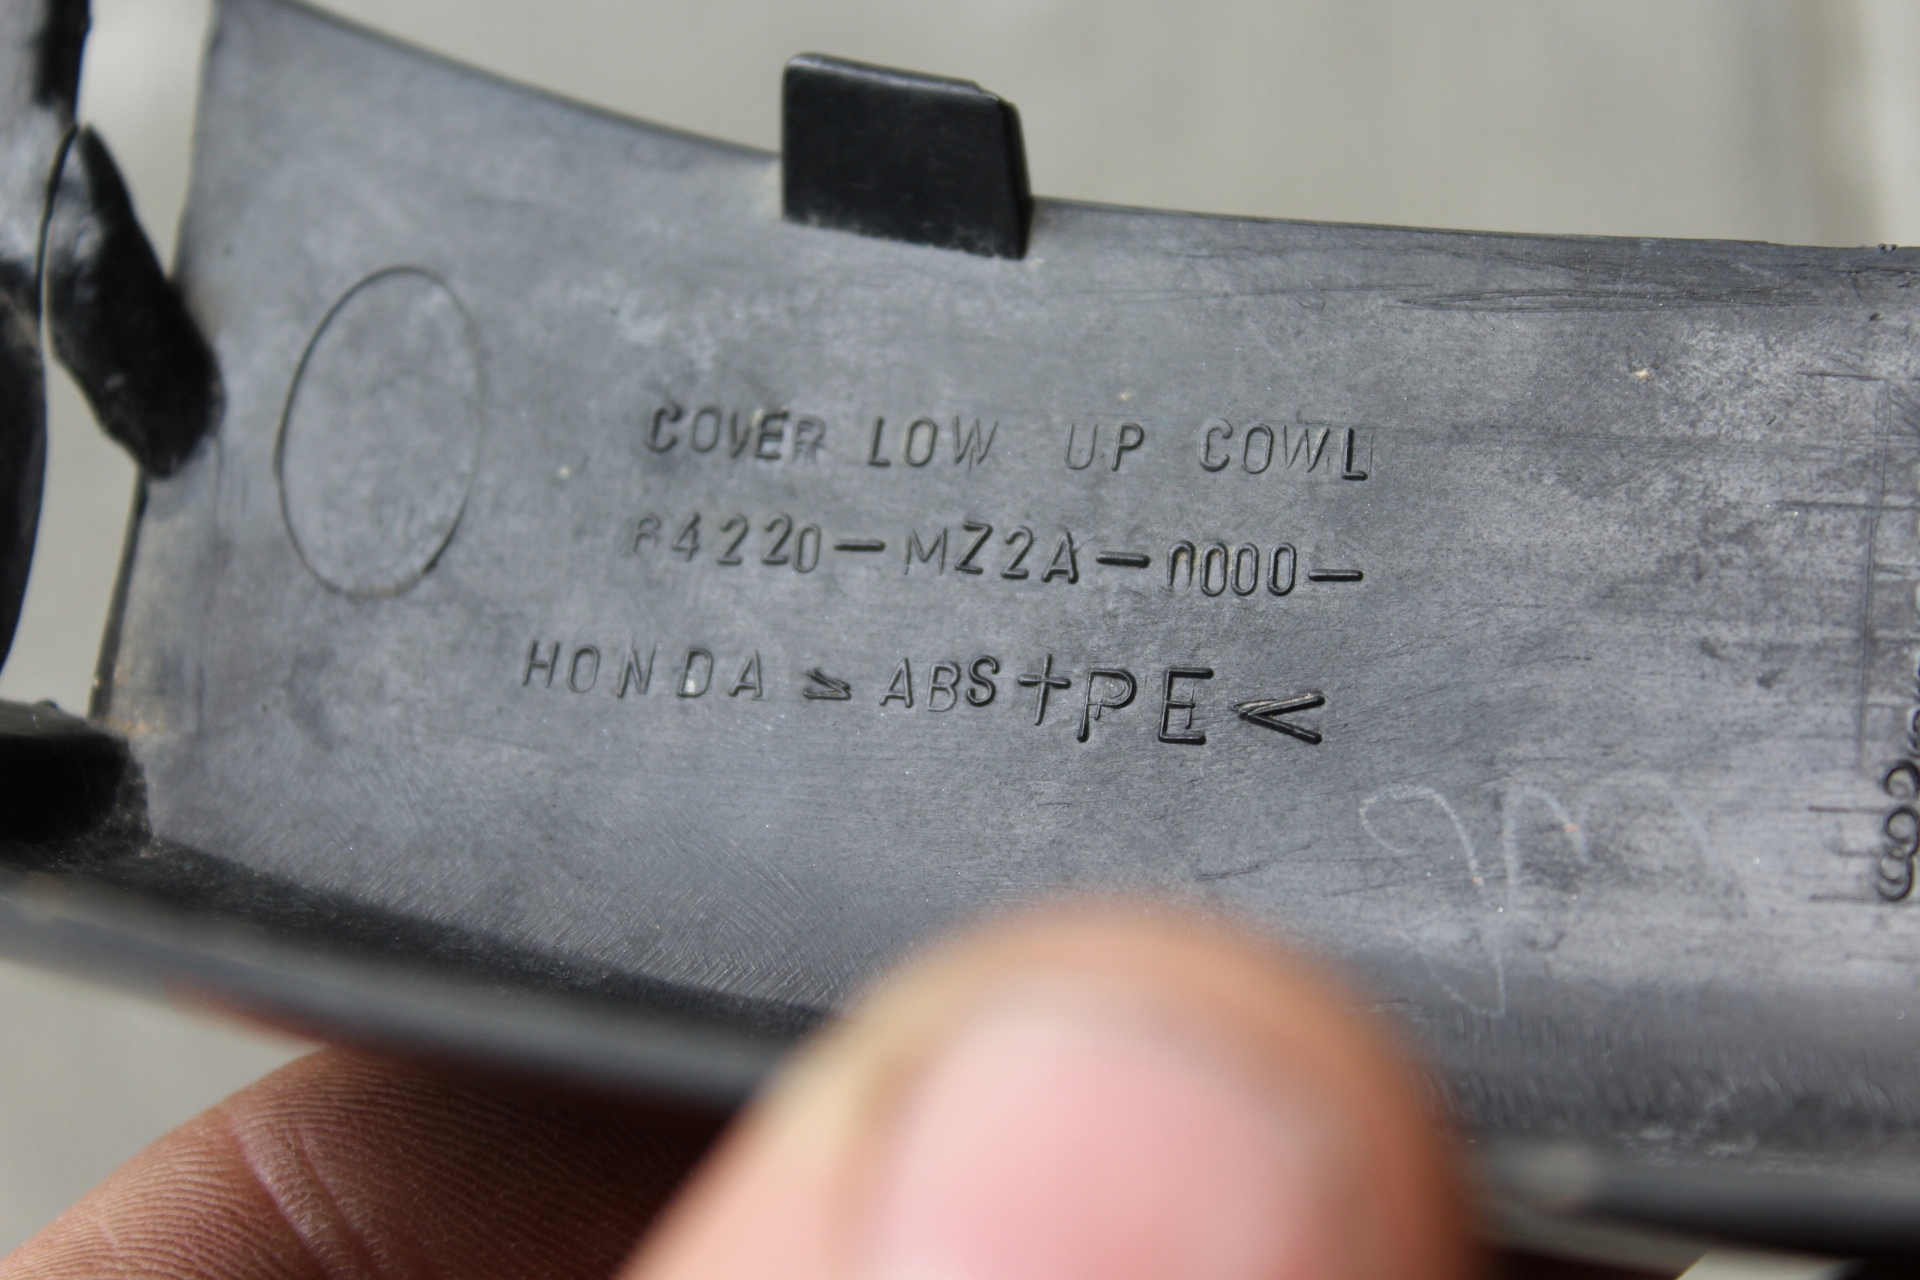 COVER LOW UP COWL
64220-MZ2A-0000-
HONDA > ABS+PE <